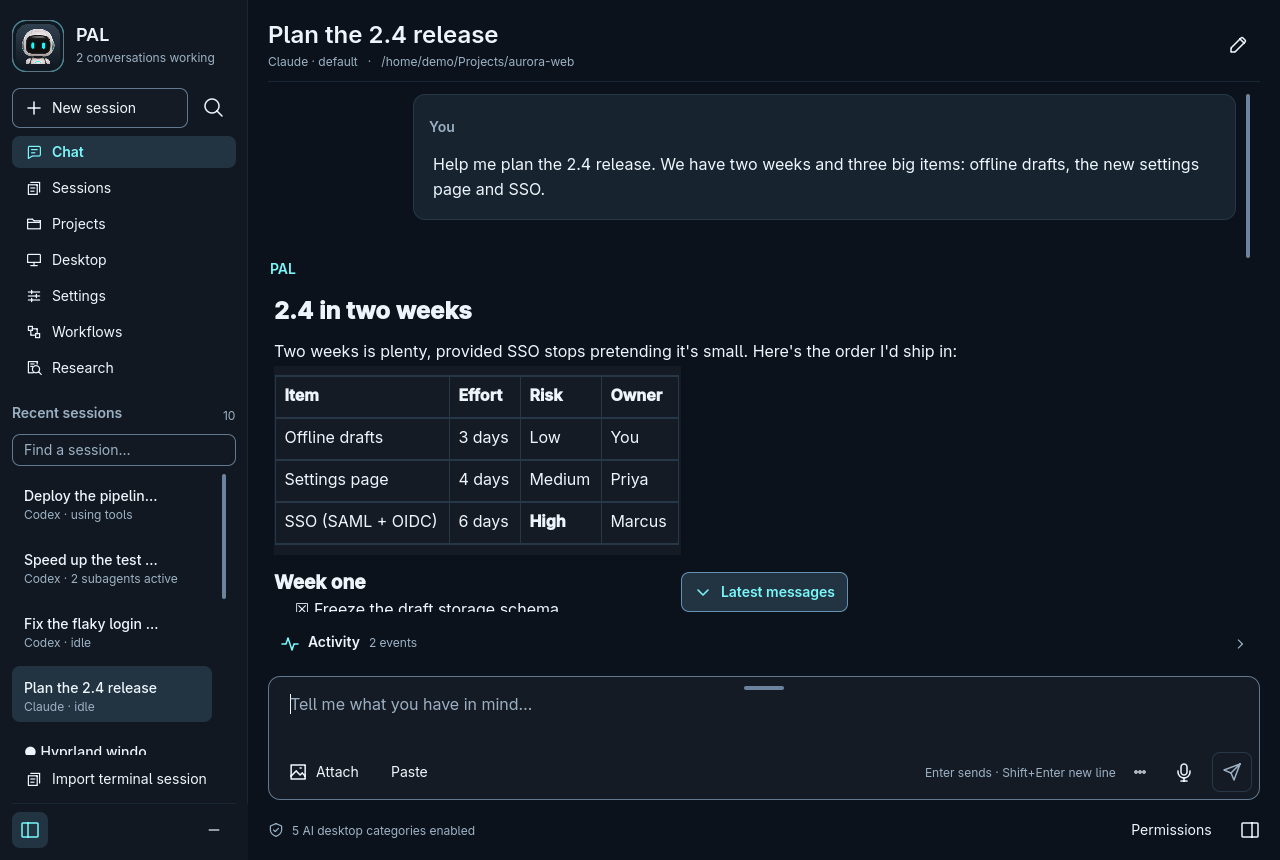 PAL
2 conversations working
New session
Chat
Sessions
Projects
Desktop
Settings
Workflows
Research
Recent sessions 10
Find a session...
Deploy the pipelin...
Codex · using tools
Speed up the test ...
Codex · 2 subagents active
Fix the flaky login ...
Codex · idle
Plan the 2.4 release
Claude · idle
Hyprland windo
Import terminal session
Plan the 2.4 release
Claude · default · /home/demo/Projects/aurora-web
You
Help me plan the 2.4 release. We have two weeks and three big items: offline drafts, the new settings
page and SSO.
PAL
2.4 in two weeks
Two weeks is plenty, provided SSO stops pretending it's small. Here's the order I'd ship in:
Item Effort Risk Owner
Offline drafts 3 days Low You
Settings page 4 days Medium Priya
SSO (SAML + OIDC) 6 days High Marcus
Week one
☒ Freeze the draft storage schema
Latest messages
Activity 2 events
Tell me what you have in mind...
Attach Paste Enter sends · Shift+Enter new line
5 AI desktop categories enabled Permissions